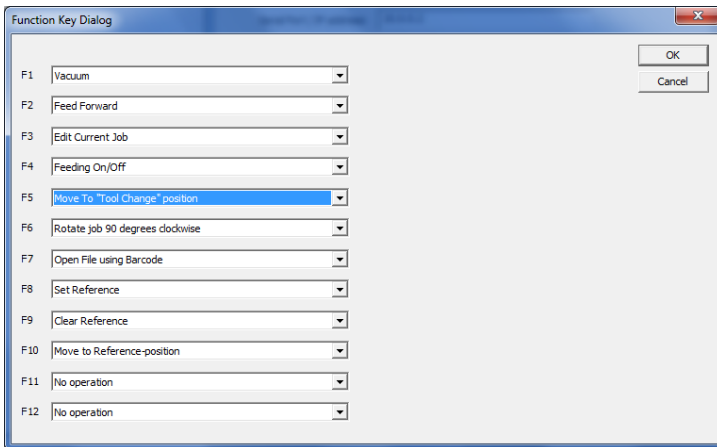 Function Key Dialog
OK
F1 Vacuum
Cancel
F2 Feed Forward
F3 Edit Current Job
F4 Feeding On/Off
F5 Move To "Tool Change" position
F6 Rotate job 90 degrees clockwise
F7 Open File using Barcode
F8 Set Reference
F9 Clear Reference
F10 Move to Reference-position
F11 No operation
F12 No operation